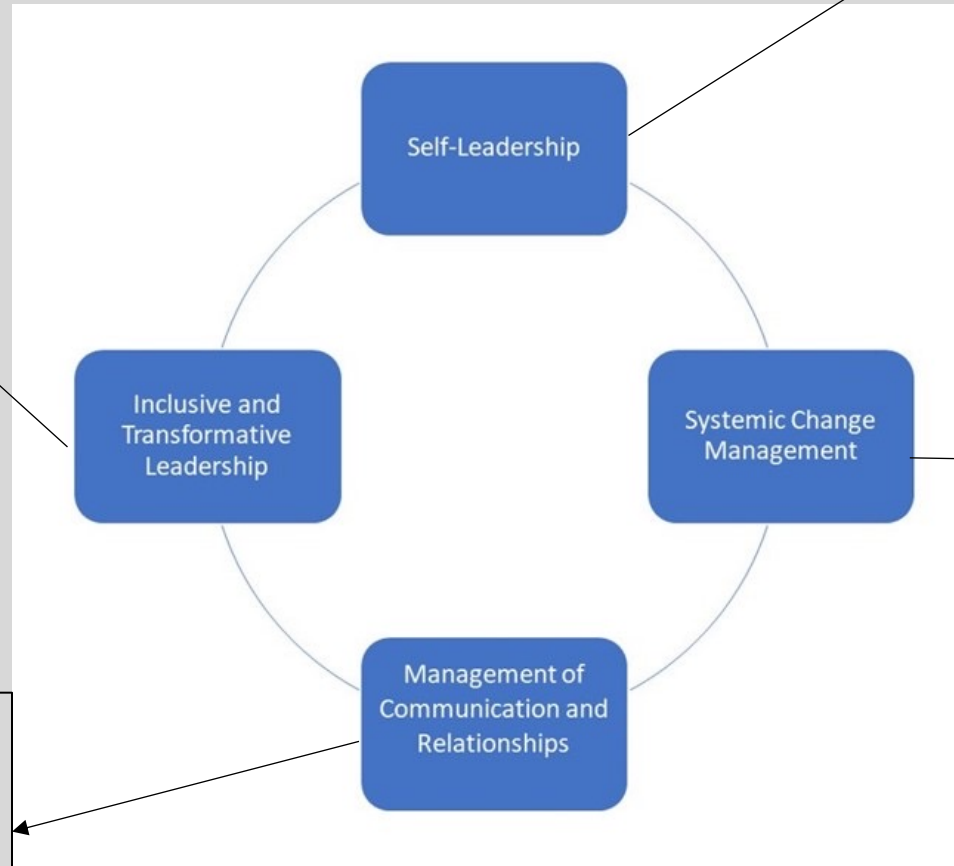 Self-Leadership
Inclusive and
Transformative
Leadership
Systemic Change
Management
Management of
Communication and
Relationships